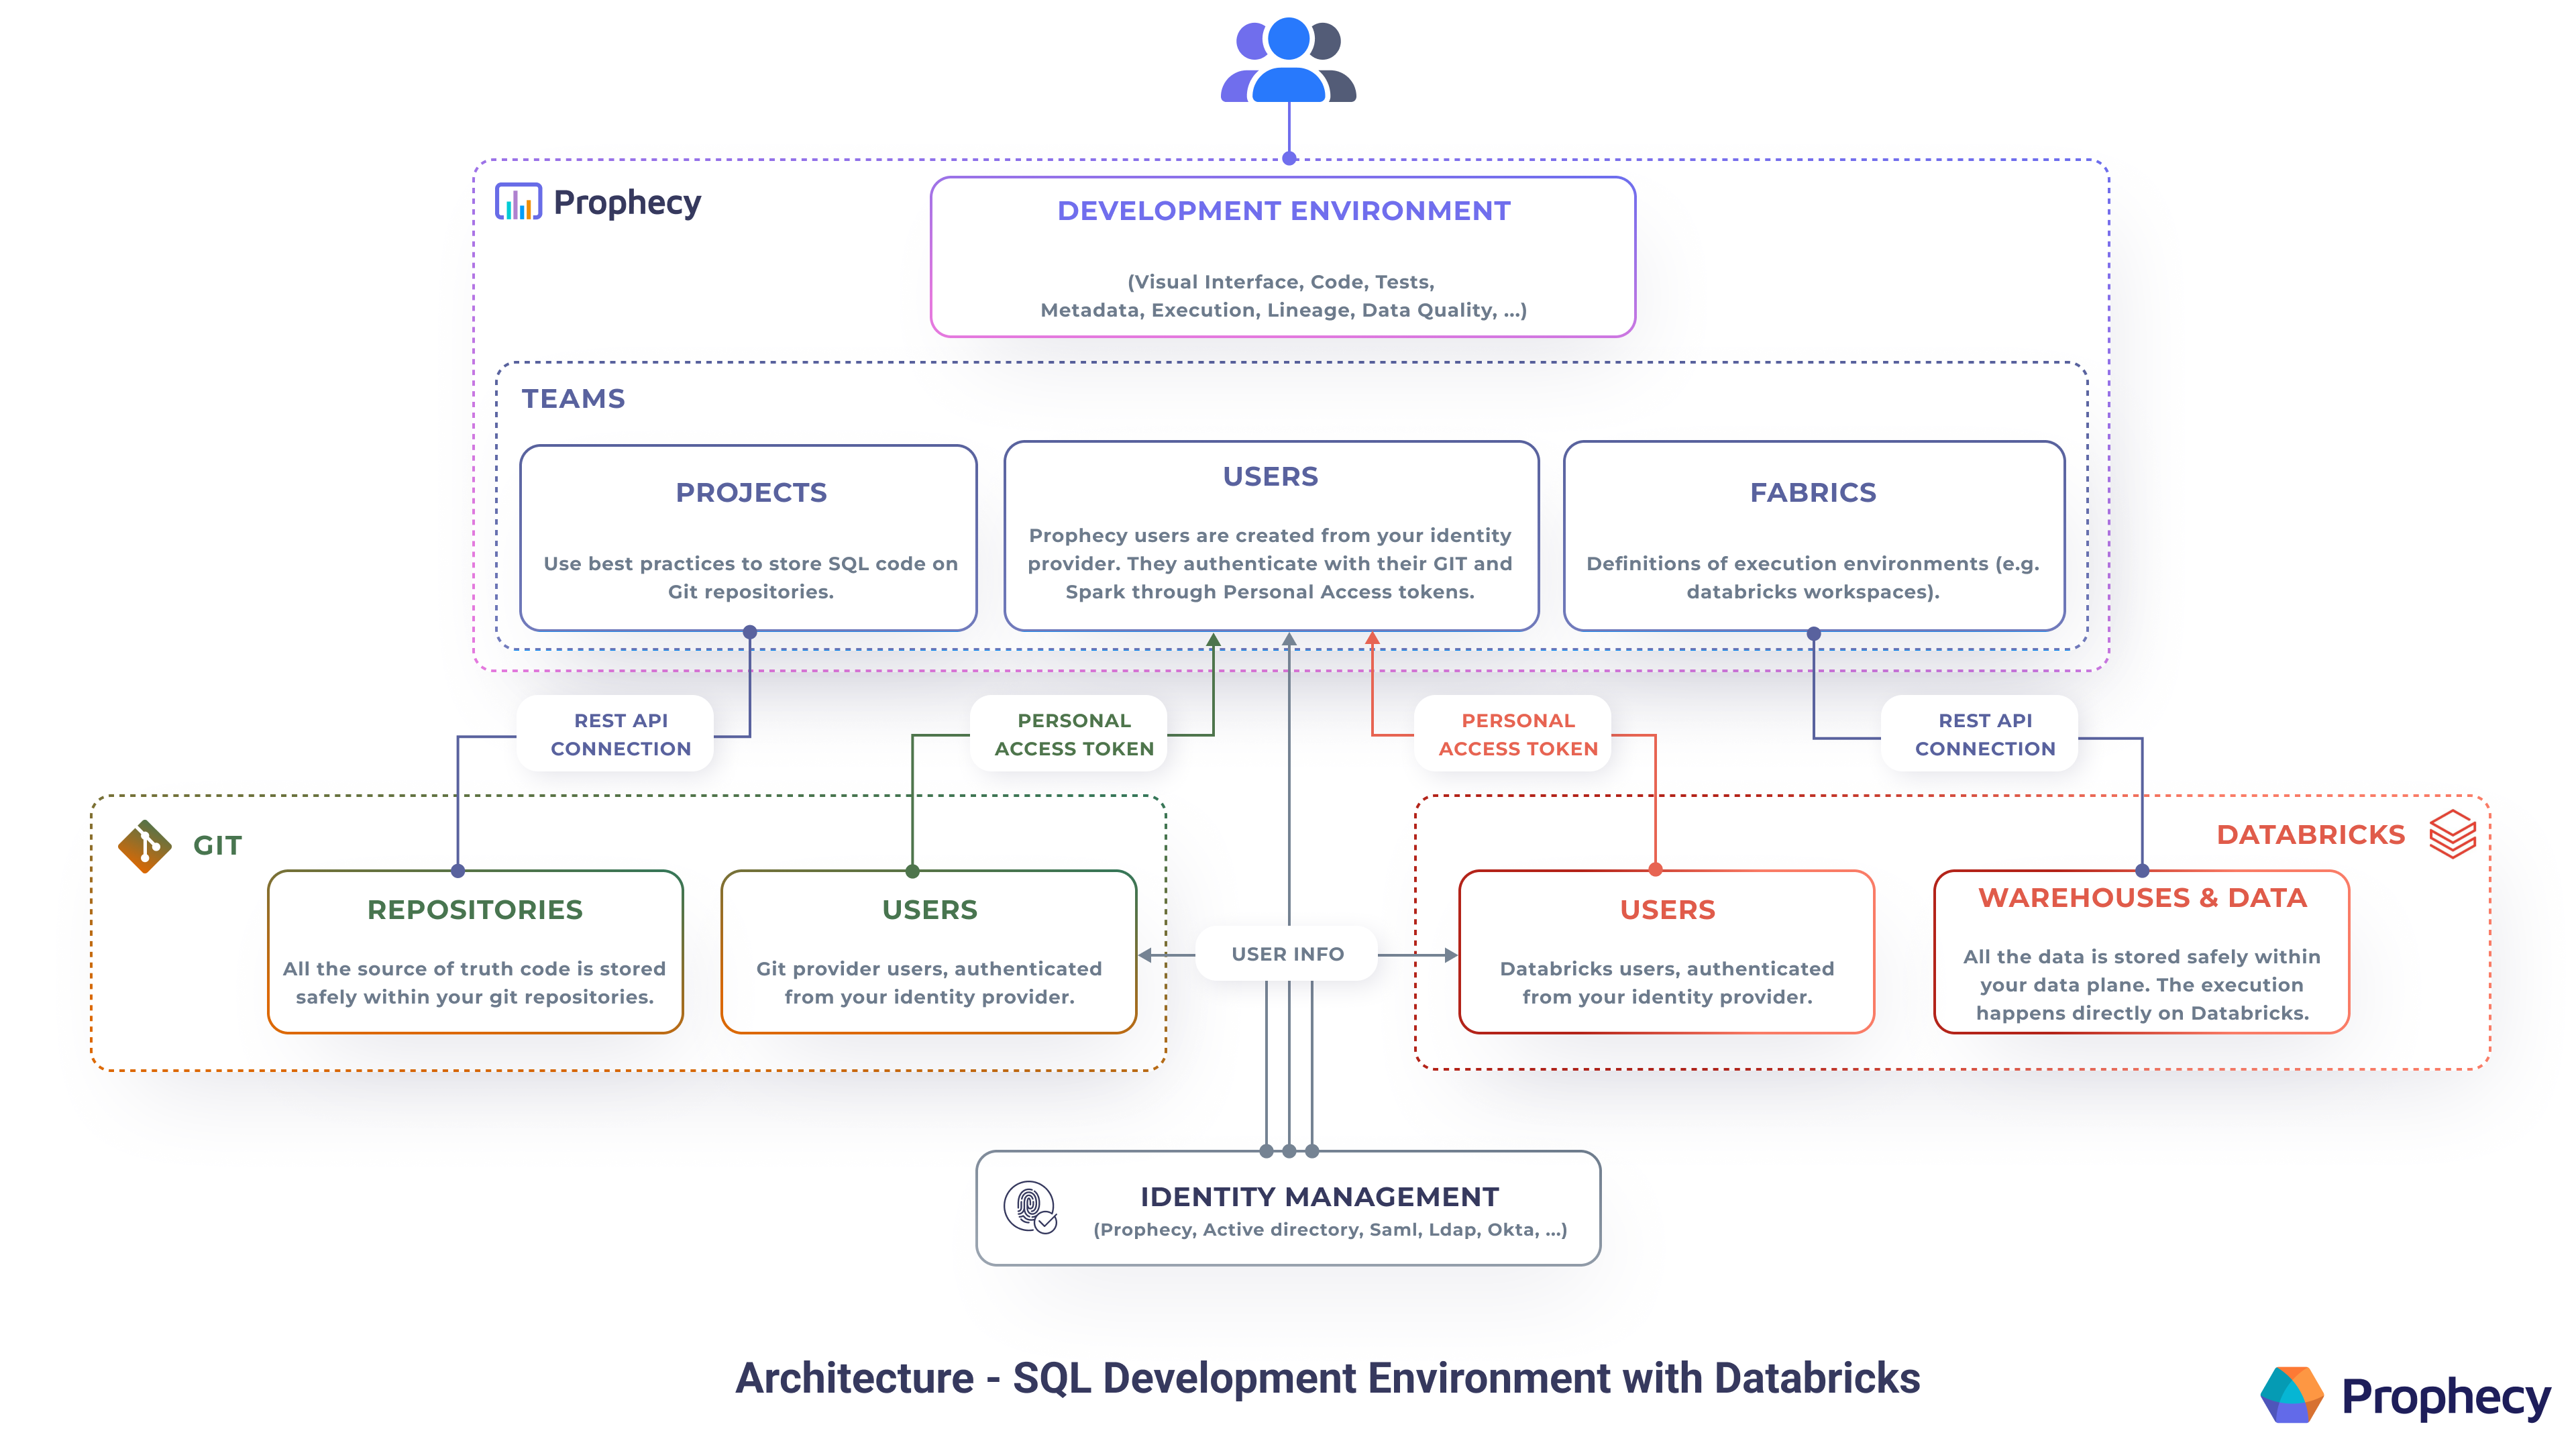 Prophecy
DEVELOPMENT ENVIRONMENT
(Visual Interface, Code, Tests,
Metadata, Execution, Lineage, Data Quality, ...)
TEAMS
PROJECTS
Use best practices to store SQL code on
Git repositories.
USERS
Prophecy users are created from your identity
provider. They authenticate with their GIT and
Spark through Personal Access tokens.
FABRICS
Definitions of execution environments (e.g.
databricks workspaces).
REST API
CONNECTION
PERSONAL
ACCESS TOKEN
PERSONAL
ACCESS TOKEN
REST API
CONNECTION
GIT
REPOSITORIES
All the source of truth code is stored
safely within your git repositories.
USERS
Git provider users, authenticated
from your identity provider.
USER INFO
DATABRICKS
USERS
Databricks users, authenticated
from your identity provider.
WAREHOUSES & DATA
All the data is stored safely within
your data plane. The execution
happens directly on Databricks.
IDENTITY MANAGEMENT
(Prophecy, Active directory, Saml, Ldap, Okta, ...)
Architecture - SQL Development Environment with Databricks
Prophecy